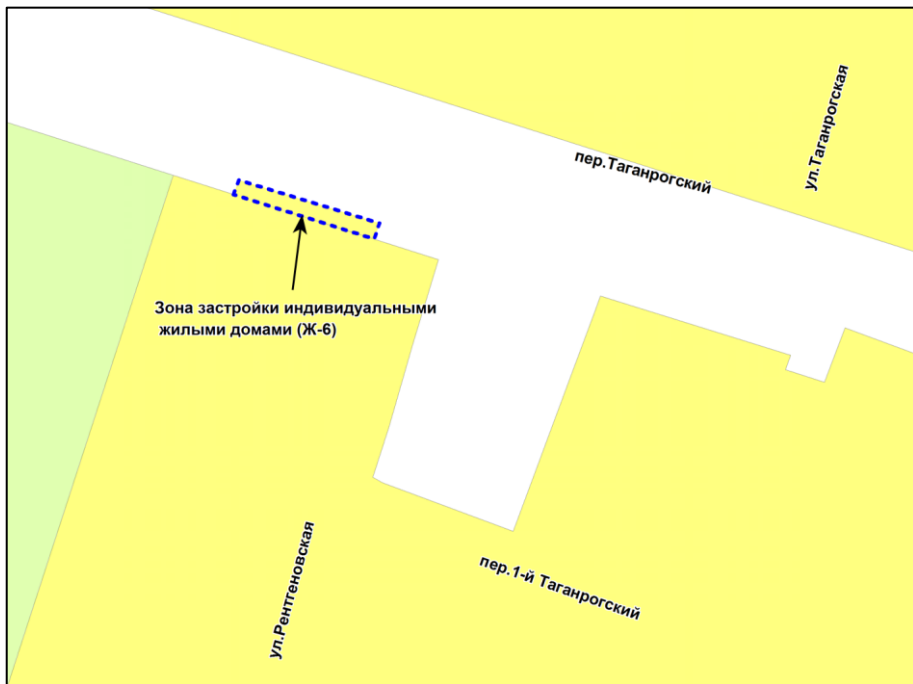 ул.Таганрогская
пер.Таганрогский
Зона застройки индивидуальными
жилыми домами (Ж-6)
ул.Рентгеновская
пер.1-й Таганрогский